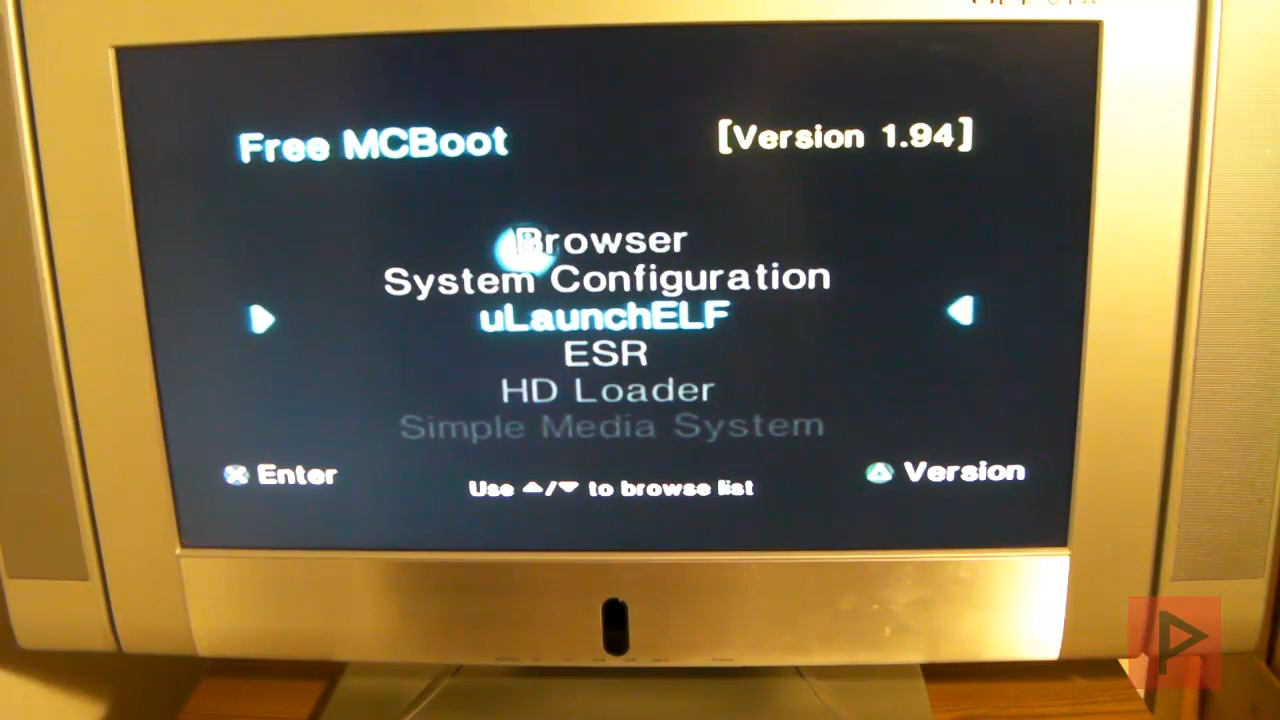 Free MCBoot
[Version 1.94]
Browser
System Configuration
uLaunchELF
ESR
HD Loader
Simple Media System
Enter
Use ▲/▼ to browse list
Version